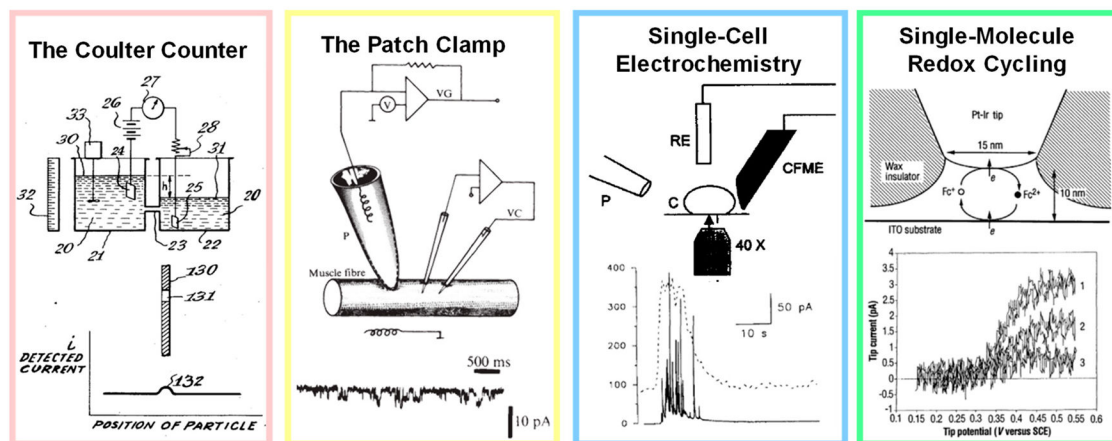 The Coulter Counter
27
26
33
28
30
24
31
h
25
32
20
20
21
23
22
130
131
i
DETECTED
CURRENT
132
POSITION OF PARTICLE
The Patch Clamp
VG
V
P
VC
Muscle fibre
500 ms
10 pA
Single-Cell
Electrochemistry
RE
CFME
P
C
40 X
400
300
200
100
0
50 pA
10 s
Single-Molecule
Redox Cycling
Pt-Ir tip
15 nm
Wax
insulator
e
Fc⁺
Fc²⁺
10 nm
ITO substrate
e
Tip current (pA)
4
3.5
3
2.5
2
1.5
1
0.5
0
-0.5
-1
1
2
3
0.1 0.15 0.2 0.25 0.3 0.35 0.4 0.45 0.5 0.55 0.6
Tip potential (V versus SCE)